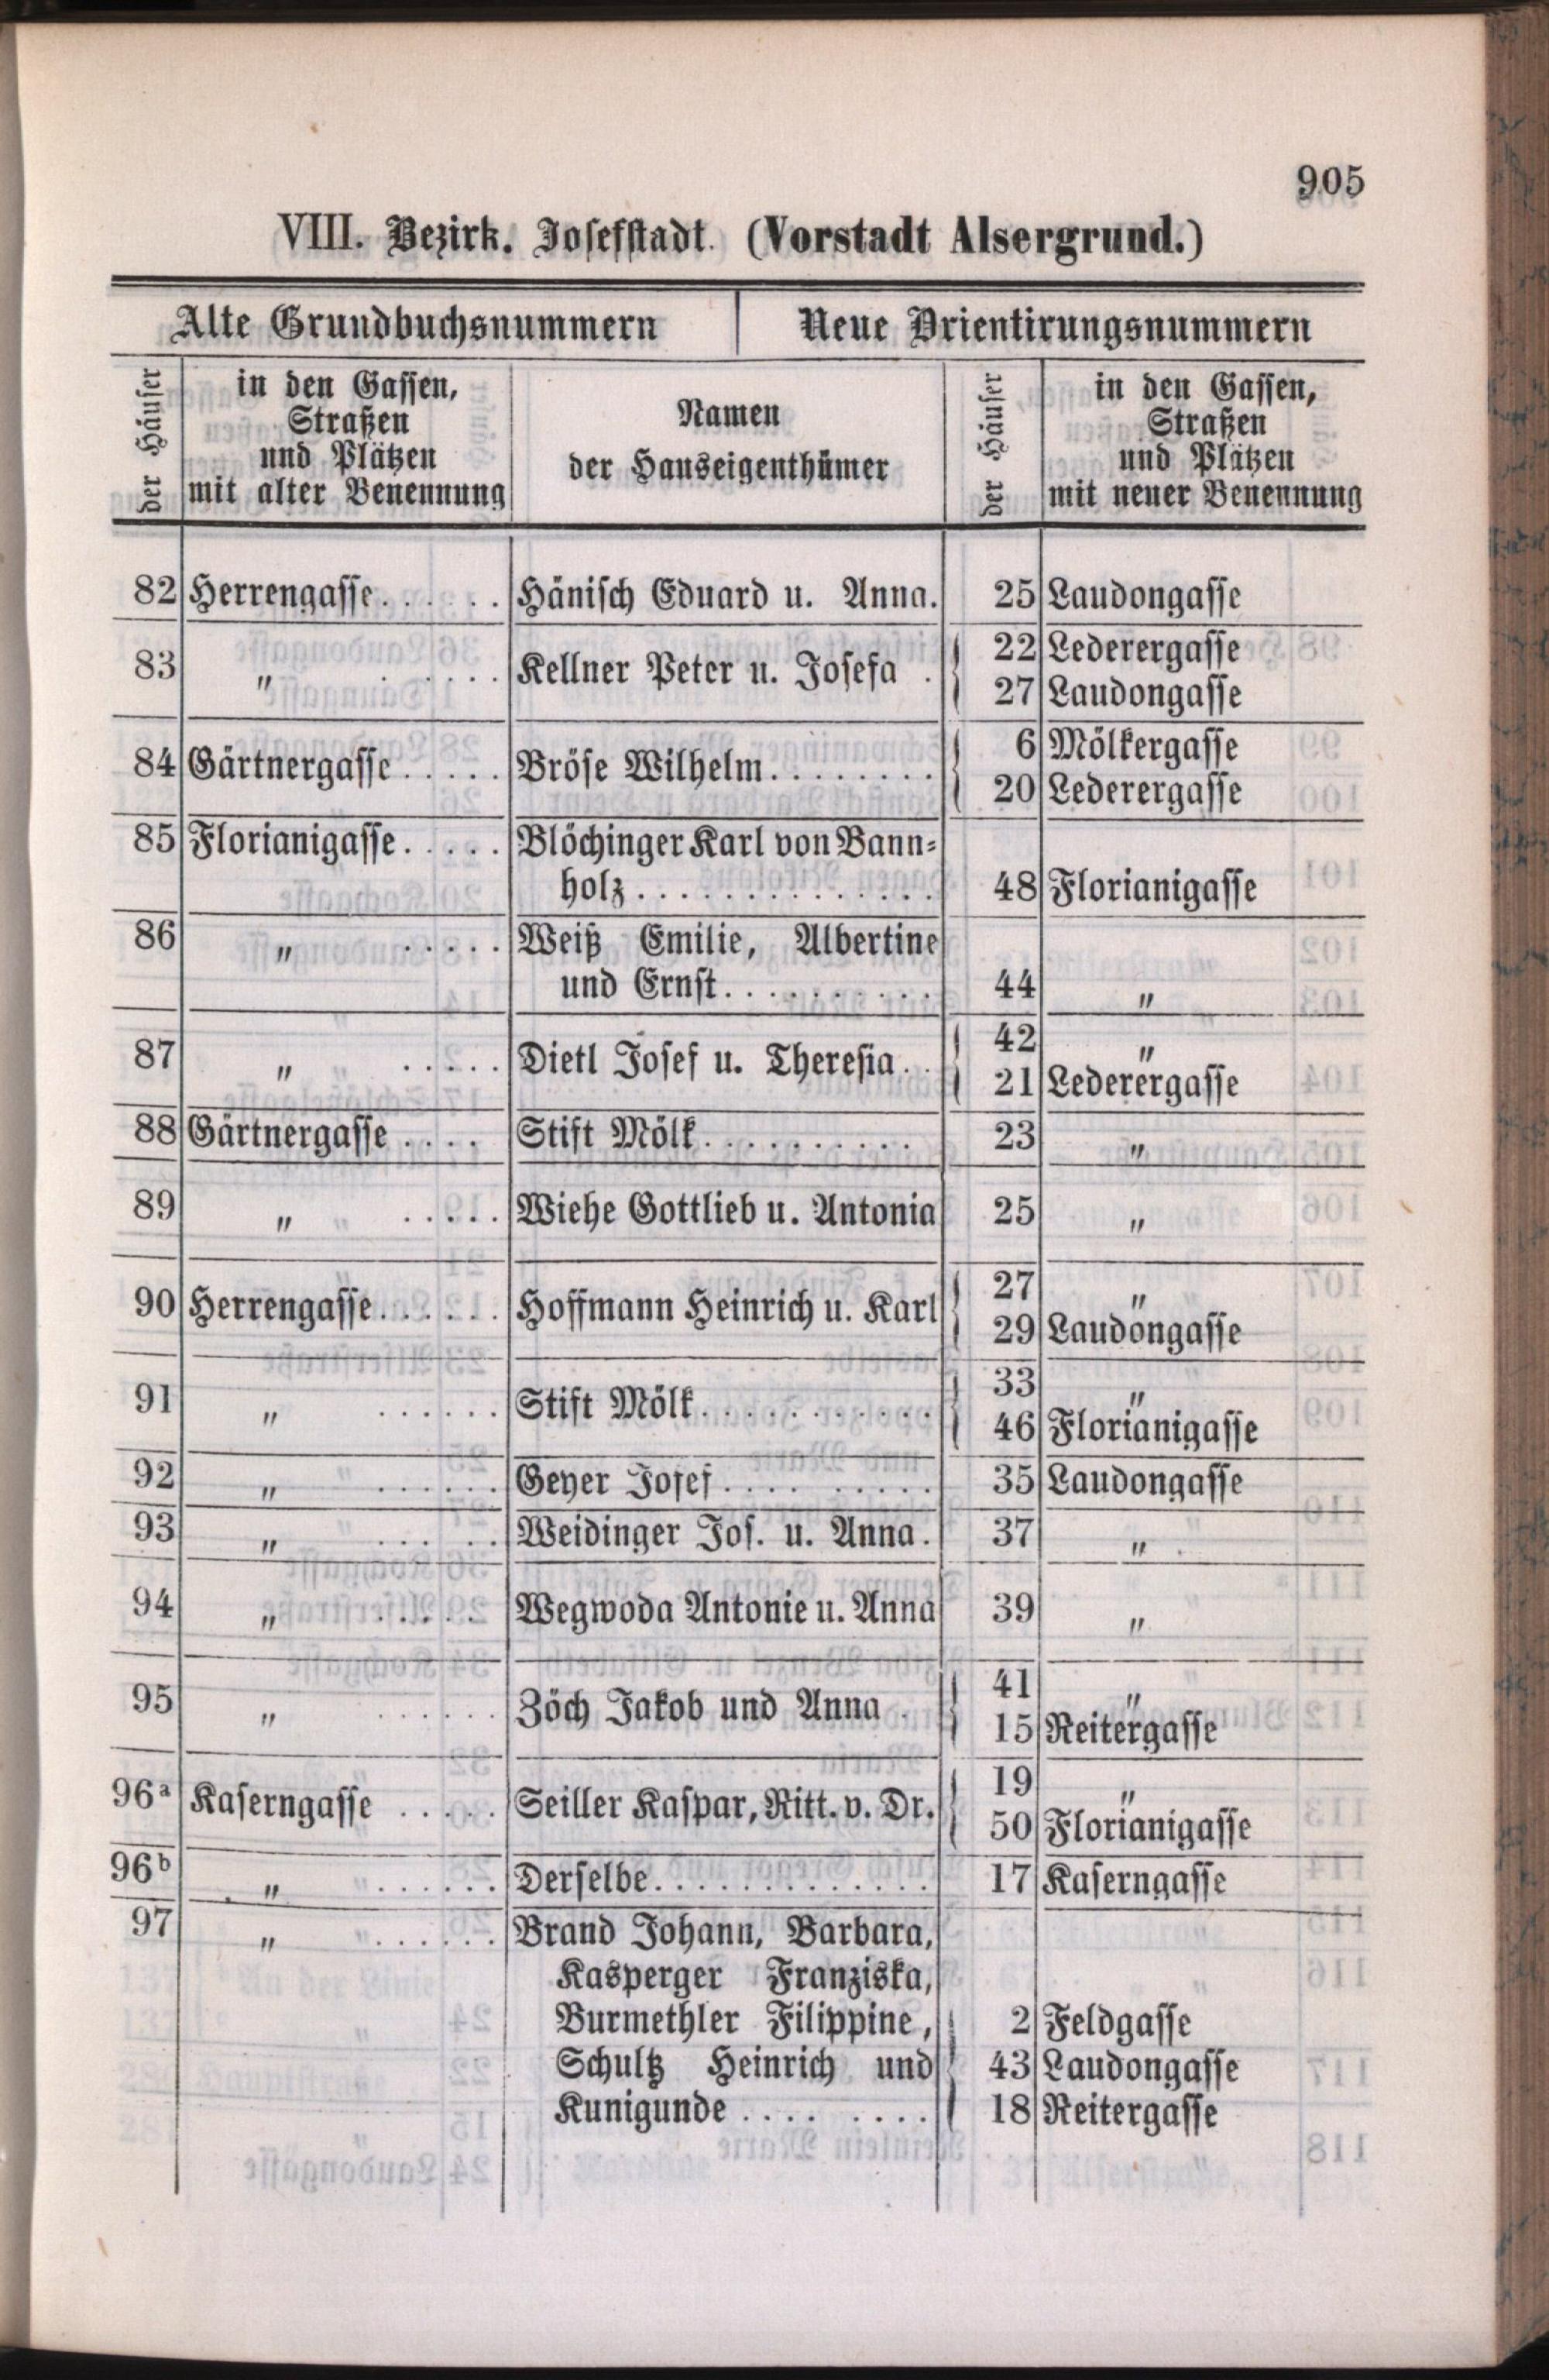 905
VIII. Bezirk. Josefstadt. (Vorstadt Alsergrund.)
Alte Grundbuchsnummern Neue Orientirungsnummern
der Häuser
in den Gassen,
Straßen
und Plätzen
mit alter Benennung
Namen
der Hauseigenthümer
der Häuser
in den Gassen,
Straßen
und Plätzen
mit neuer Benennung
82 Herrengasse...... Hänisch Eduard u. Anna. 25 Laudongasse
22 Lederergasse
83 " ..... Kellner Peter u. Josefa .
27 Laudongasse
6 Mölkergasse
84 Gärtnergasse..... Bröse Wilhelm........
20 Lederergasse
85 Florianigasse..... Blöchinger Karl von Bann-
holz.............. 48 Florianigasse
86 " ..... Weiß Emilie, Albertine
und Ernst.......... 44 "
42 "
87 " ..... Dietl Josef u. Theresia..
21 Lederergasse
88 Gärtnergasse .... Stift Mölk.......... 23 "
89 " ..... Wiehe Gottlieb u. Antonia 25 "
27 "
90 Herrengasse...... Hoffmann Heinrich u. Karl
29 Laudongasse
33 "
91 " ...... Stift Mölk...........
46 Florianigasse
92 " ...... Geyer Josef.......... 35 Laudongasse
93 " ...... Weidinger Jos. u. Anna. 37 "
94 " ..... Wegwoda Antonie u. Anna 39 "
41 "
95 " ...... Zöch Jakob und Anna .
15 Reitergasse
19 "
96a Kaserngasse ..... Seiller Kaspar, Ritt. v. Dr.
50 Florianigasse
96b " ...... Derselbe............. 17 Kaserngasse
97 " ...... Brand Johann, Barbara,
Kasperger Franziska,
Burmethler Filippine, 2 Feldgasse
Schultz Heinrich und 43 Laudongasse
Kunigunde ........ 18 Reitergasse